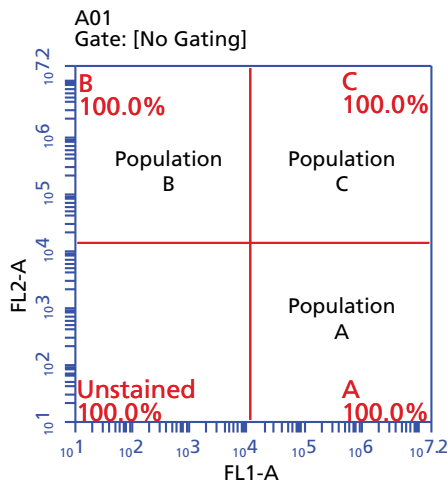 A01
Gate: [No Gating]
10^7.2
B
100.0%
C
100.0%
10^6
Population
B
Population
C
10^5
10^4
FL2-A
10^3
Population
A
10^2
Unstained
100.0%
A
100.0%
10^1
10^1 10^2 10^3 10^4 10^5 10^6 10^7.2
FL1-A